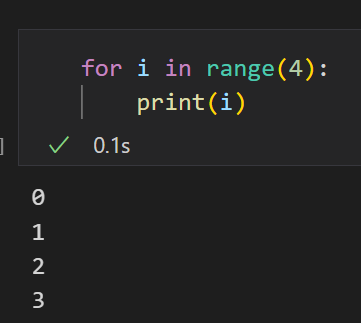 for i in range(4):
    print(i)
] 0.1s
0
1
2
3